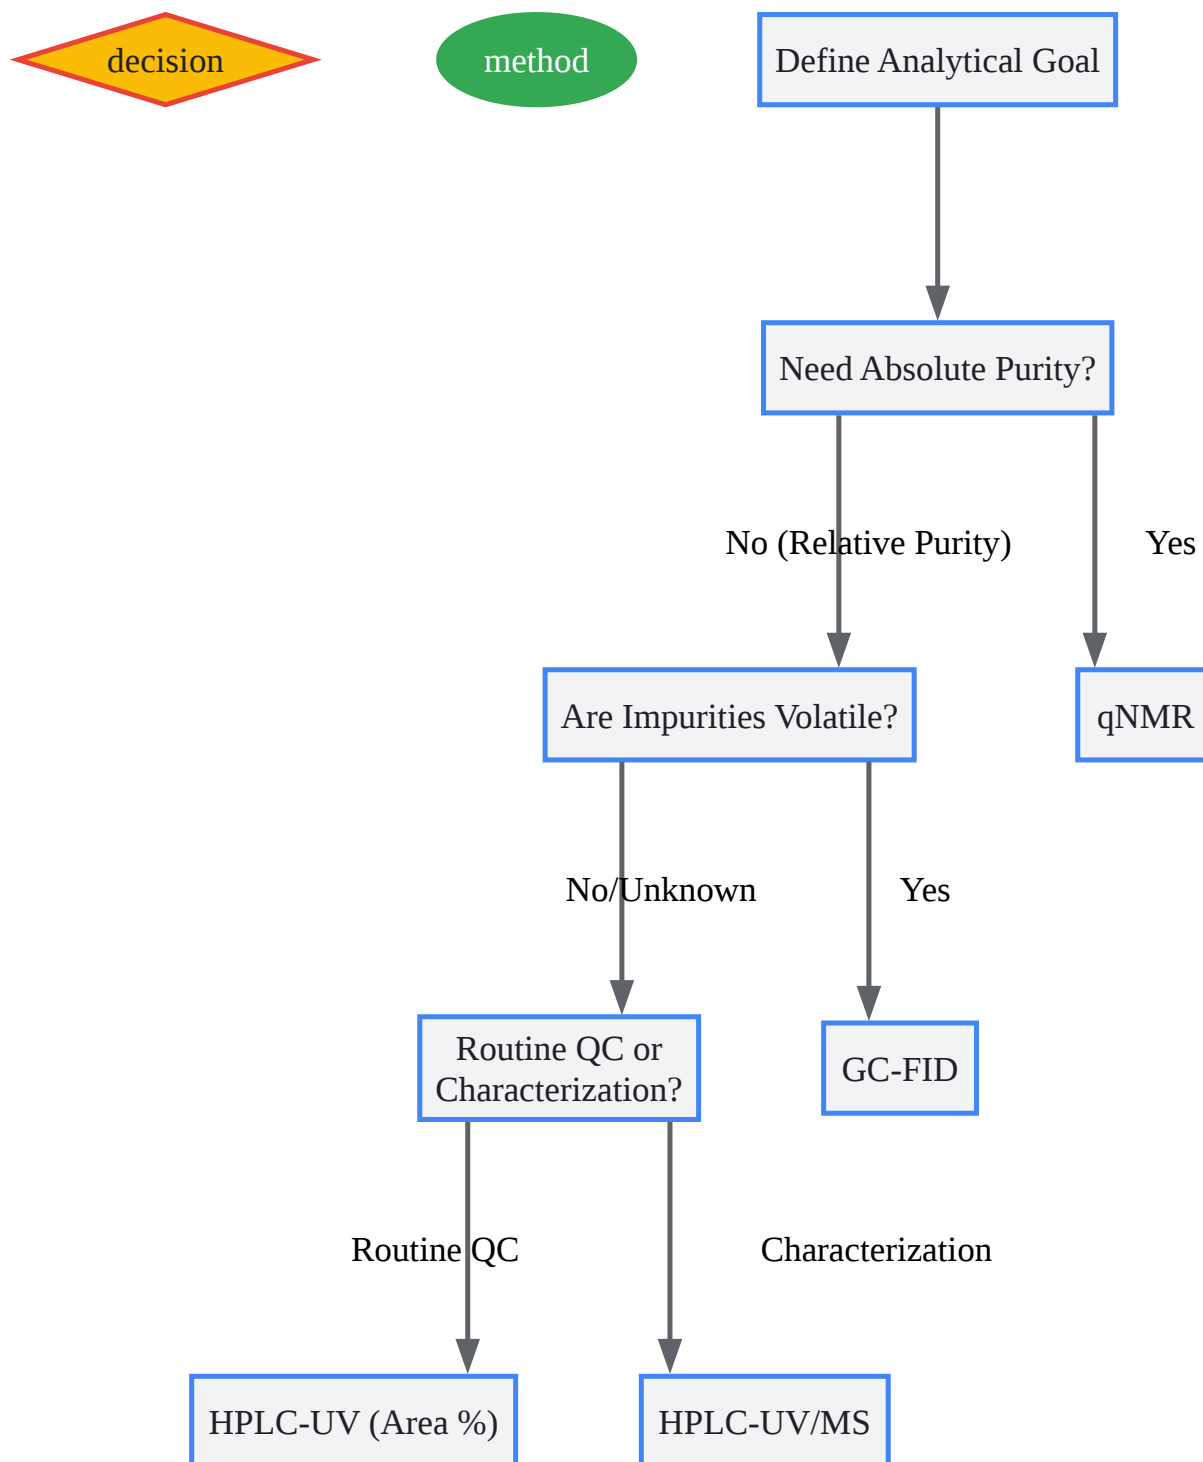 decision
method
Define Analytical Goal
Need Absolute Purity?
No (Relative Purity)
Yes
Are Impurities Volatile?
qNMR
No/Unknown
Yes
Routine QC or
Characterization?
GC-FID
Routine QC
Characterization
HPLC-UV (Area %)
HPLC-UV/MS